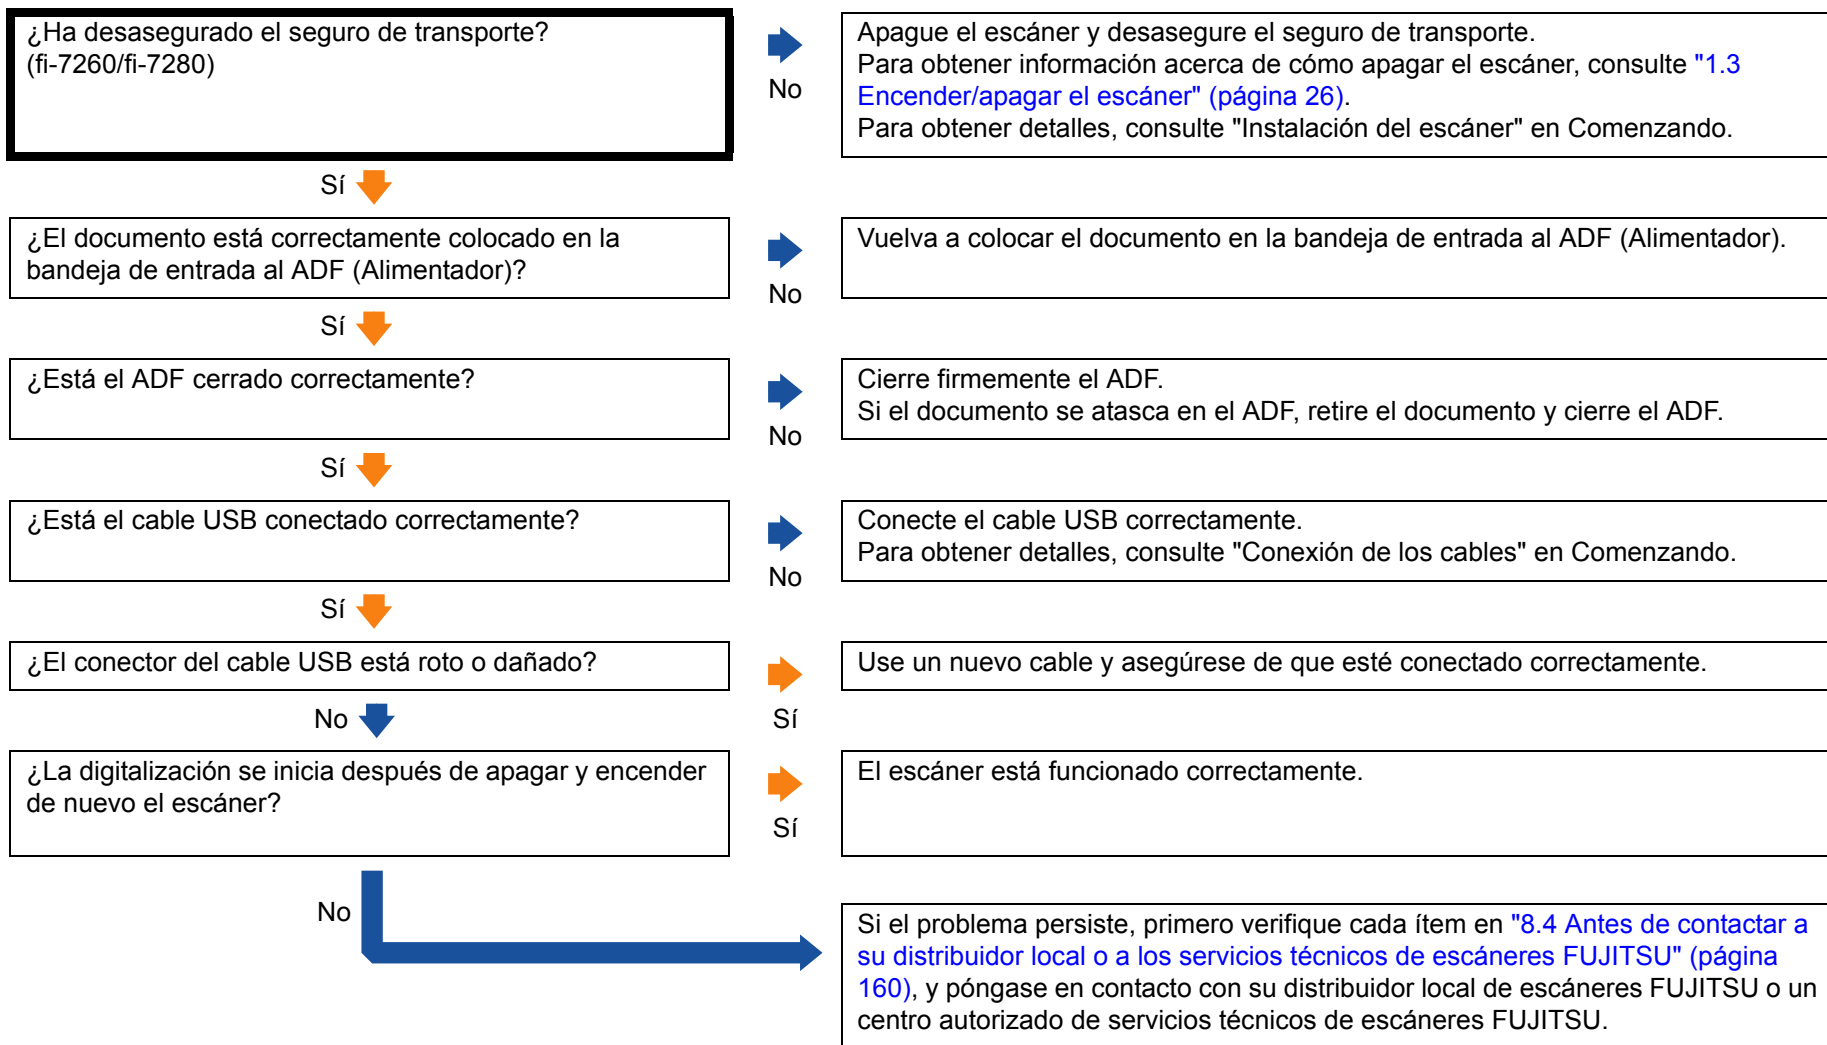 ¿Ha desasegurado el seguro de transporte?
(fi-7260/fi-7280)
No
Apague el escáner y desasegure el seguro de transporte.
Para obtener información acerca de cómo apagar el escáner, consulte "1.3
Encender/apagar el escáner" (página 26).
Para obtener detalles, consulte "Instalación del escáner" en Comenzando.
Sí
¿El documento está correctamente colocado en la
bandeja de entrada al ADF (Alimentador)?
No
Vuelva a colocar el documento en la bandeja de entrada al ADF (Alimentador).
Sí
¿Está el ADF cerrado correctamente?
No
Cierre firmemente el ADF.
Si el documento se atasca en el ADF, retire el documento y cierre el ADF.
Sí
¿Está el cable USB conectado correctamente?
No
Conecte el cable USB correctamente.
Para obtener detalles, consulte "Conexión de los cables" en Comenzando.
Sí
¿El conector del cable USB está roto o dañado?
Sí
Use un nuevo cable y asegúrese de que esté conectado correctamente.
No
¿La digitalización se inicia después de apagar y encender
de nuevo el escáner?
Sí
El escáner está funcionado correctamente.
No
Si el problema persiste, primero verifique cada ítem en "8.4 Antes de contactar a
su distribuidor local o a los servicios técnicos de escáneres FUJITSU" (página
160), y póngase en contacto con su distribuidor local de escáneres FUJITSU o un
centro autorizado de servicios técnicos de escáneres FUJITSU.